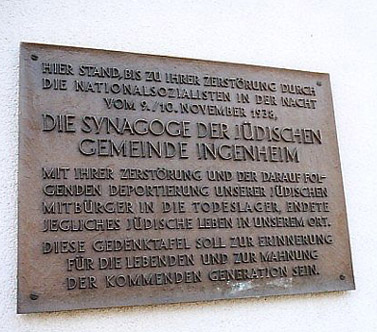 HIER STAND, BIS ZU IHRER ZERSTÖRUNG DURCH
DIE NATIONALSOZIALISTEN IN DER NACHT
VOM 9./10. NOVEMBER 1938,
DIE SYNAGOGE DER JÜDISCHEN
GEMEINDE INGENHEIM
MIT IHRER ZERSTÖRUNG UND DER DARAUF FOL-
GENDEN DEPORTIERUNG UNSERER JÜDISCHEN
MITBÜRGER IN DIE TODESLAGER, ENDETE
JEGLICHES JÜDISCHE LEBEN IN UNSEREM ORT.
DIESE GEDENKTAFEL SOLL ZUR ERINNERUNG
FÜR DIE LEBENDEN UND ZUR MAHNUNG
DER KOMMENDEN GENERATION SEIN.